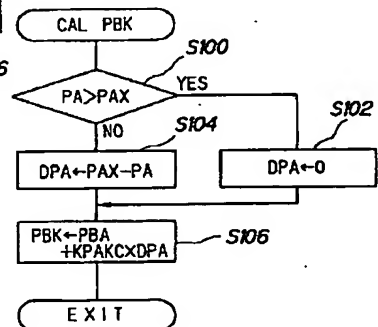 CAL PBK
S100
6
PA>PAX
YES
NO
S104
S102
DPA←PAX-PA
DPA←0
PBK←PBA
+KPAKC×DPA
S106
EXIT